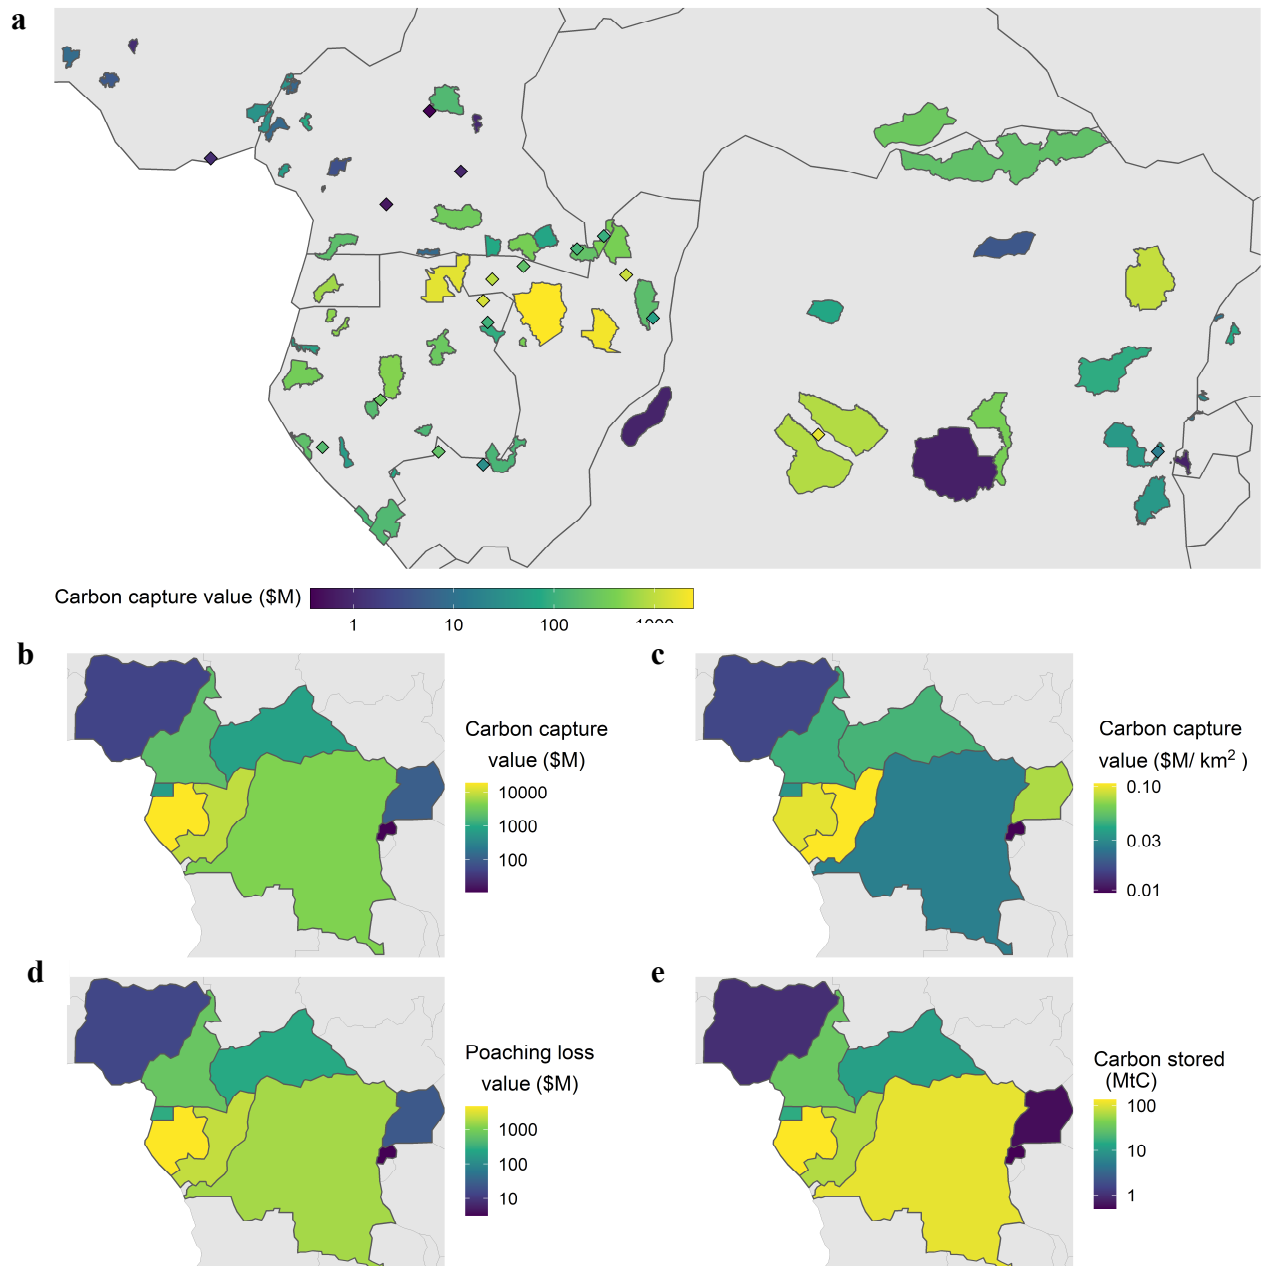 a
Carbon capture value ($M)
1 10 100 1000
b
c
Carbon capture
value ($M)
10000
1000
100
Carbon capture
value ($M/ km² )
0.10
0.03
0.01
d
e
Poaching loss
value ($M)
1000
100
10
Carbon stored
(MtC)
100
10
1